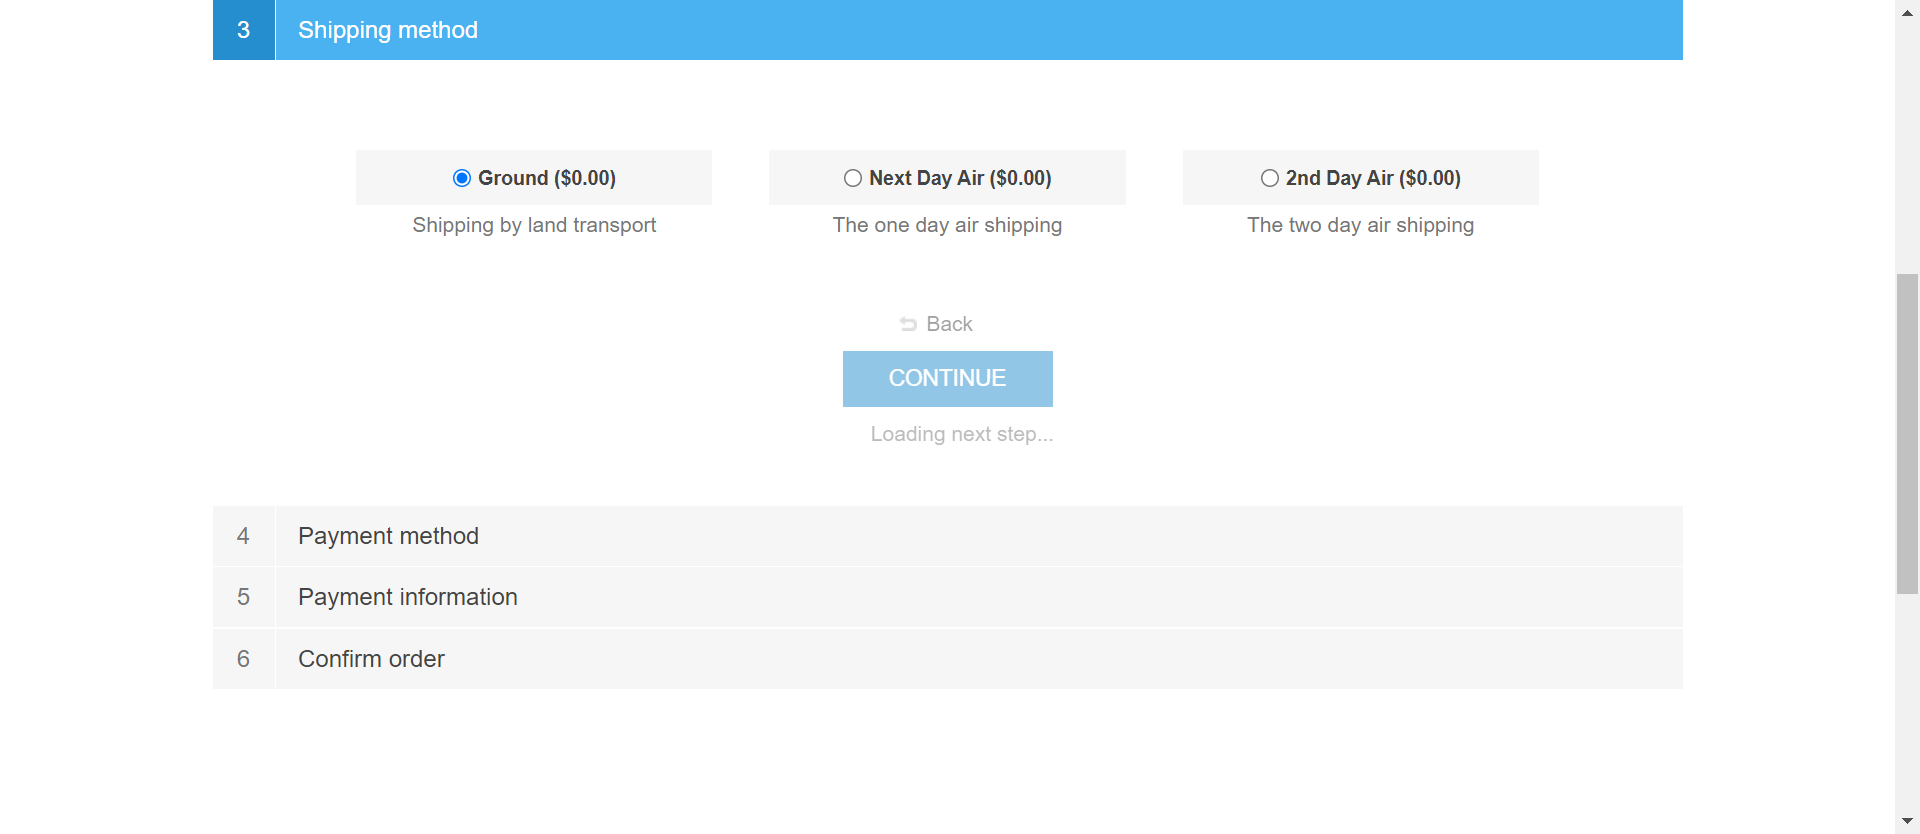 3 Shipping method
Ground ($0.00) Next Day Air ($0.00) 2nd Day Air ($0.00)
Shipping by land transport The one day air shipping The two day air shipping
Back
CONTINUE
Loading next step...
4 Payment method
5 Payment information
6 Confirm order